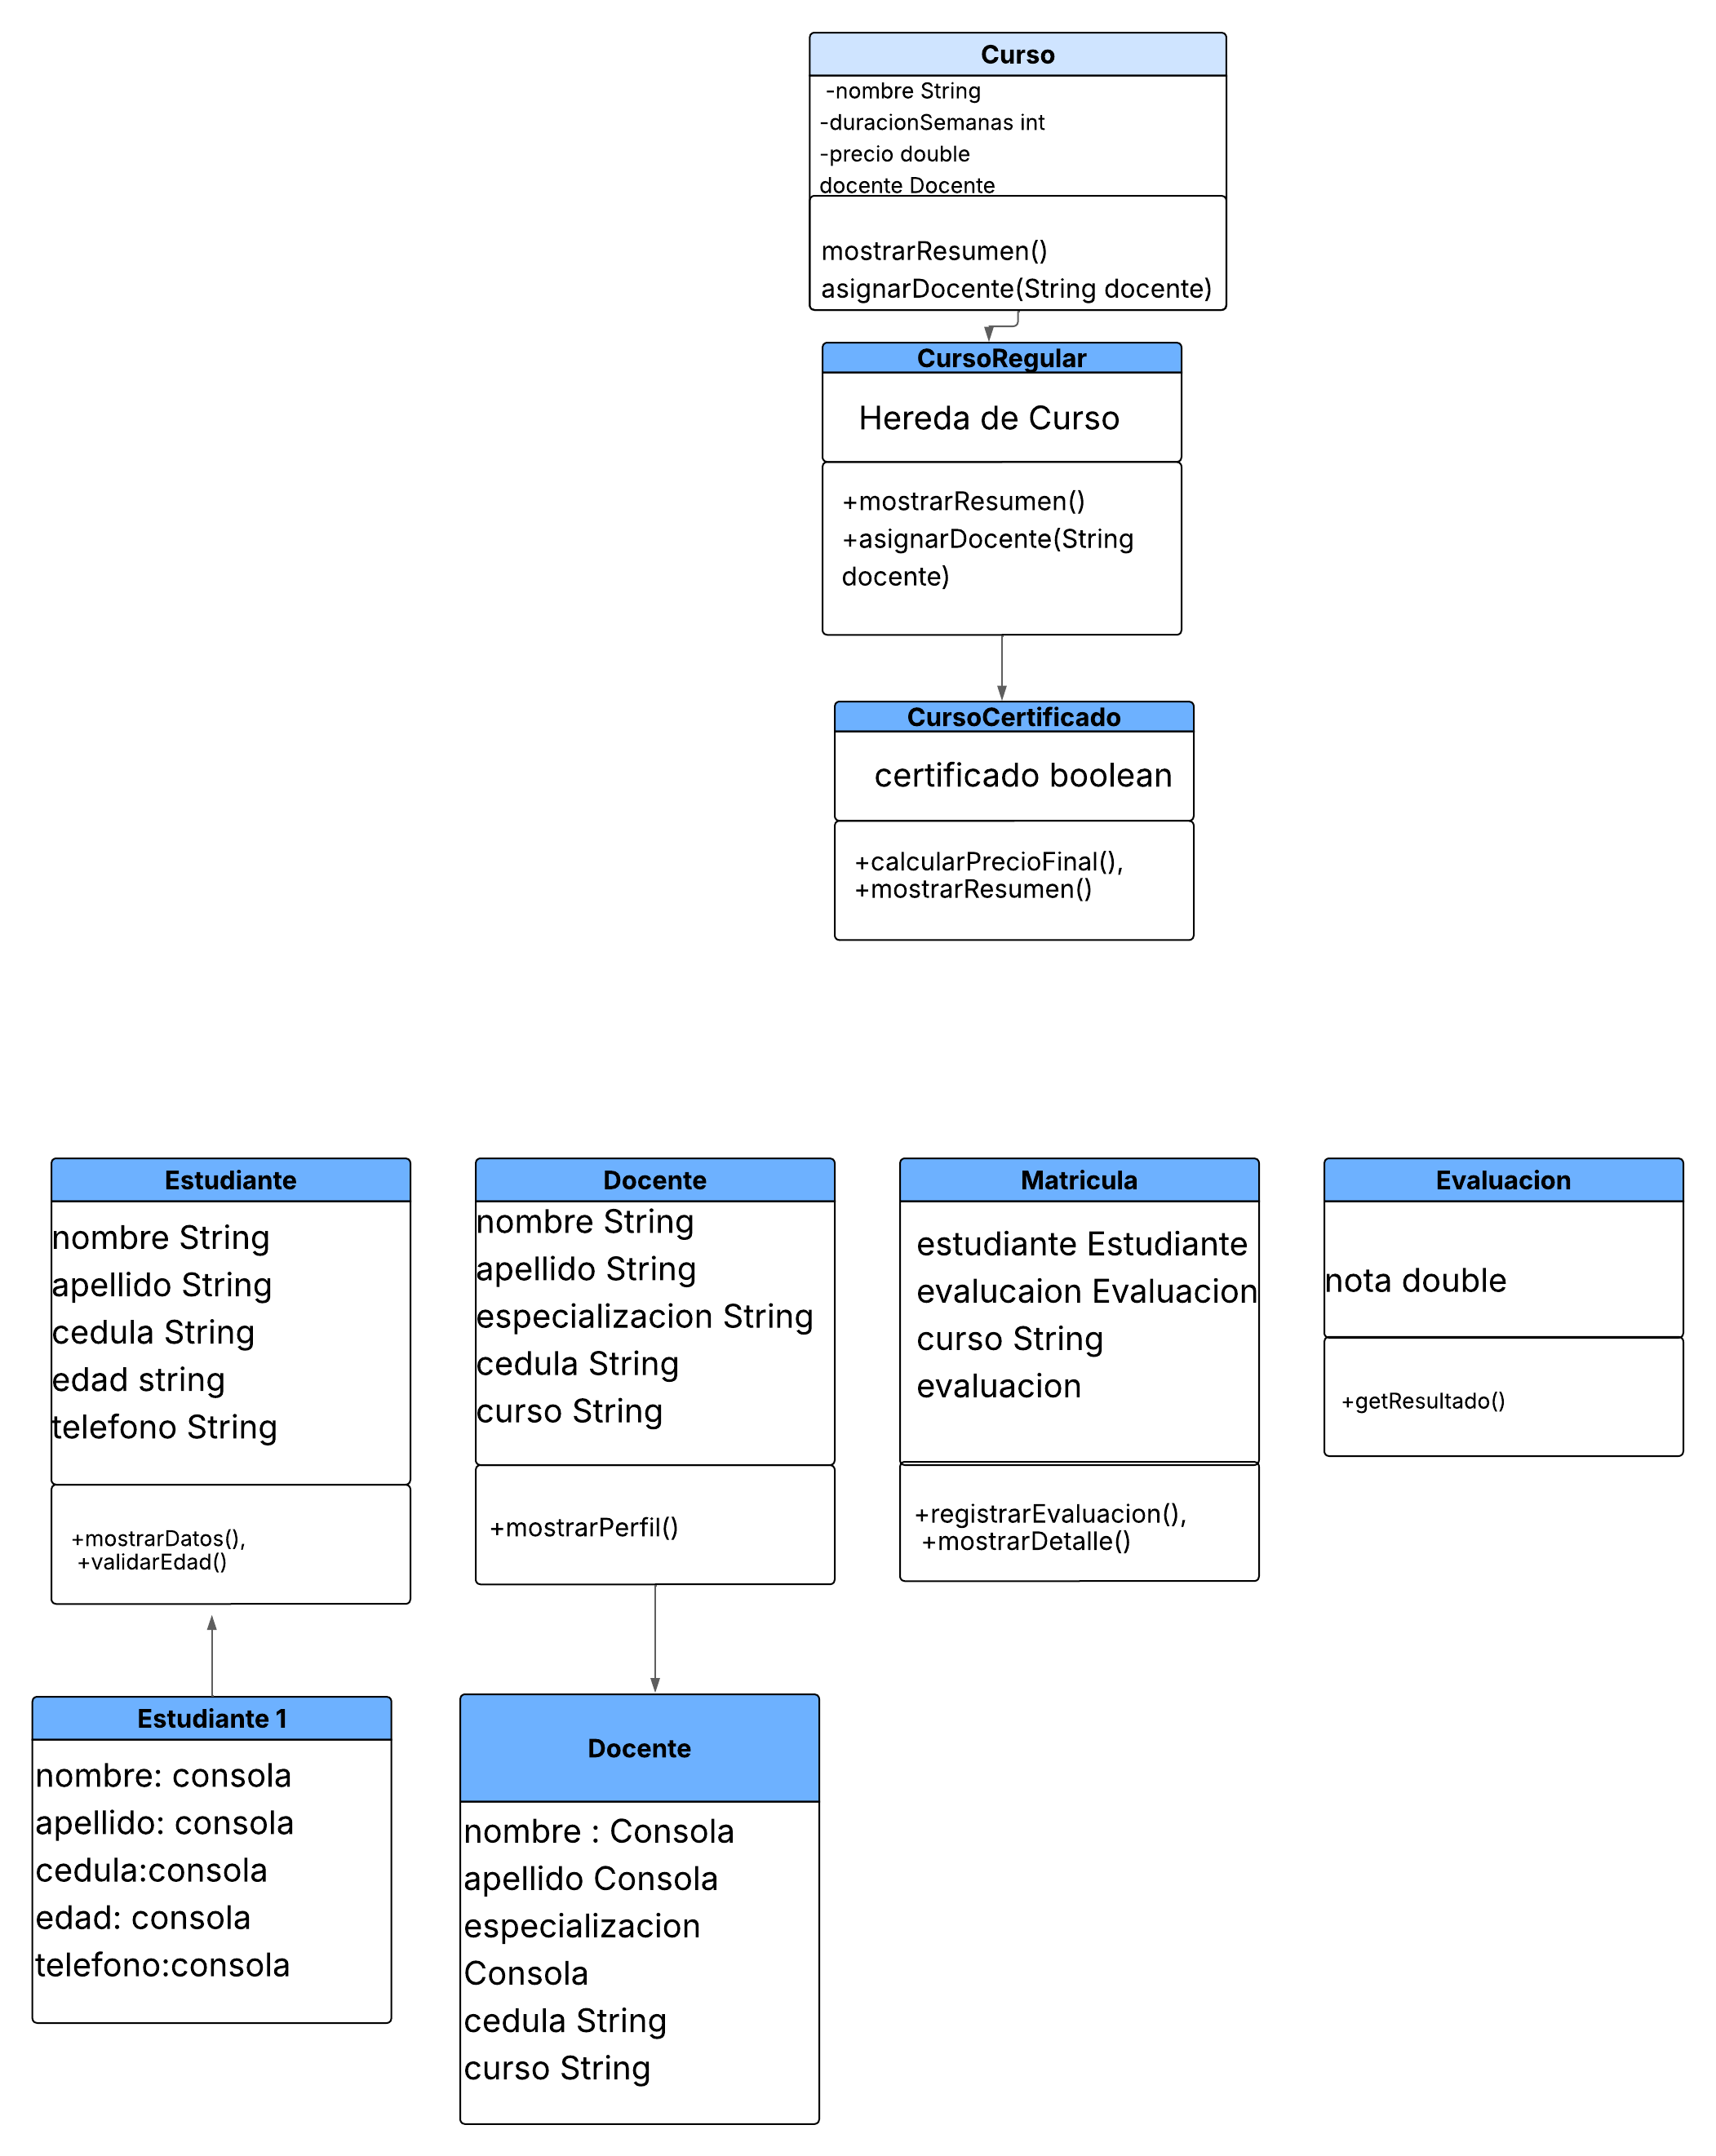 Curso
-nombre String
-duracionSemanas int
-precio double
docente Docente
mostrarResumen()
asignarDocente(String docente)
CursoRegular
Hereda de Curso
+mostrarResumen()
+asignarDocente(String
docente)
CursoCertificado
certificado boolean
+calcularPrecioFinal(),
+mostrarResumen()
Estudiante
nombre String
apellido String
cedula String
edad string
telefono String
+mostrarDatos(),
+validarEdad()
Docente
nombre String
apellido String
especializacion String
cedula String
curso String
+mostrarPerfil()
Matricula
estudiante Estudiante
evalucaion Evaluacion
curso String
evaluacion
+registrarEvaluacion(),
+mostrarDetalle()
Evaluacion
nota double
+getResultado()
Estudiante 1
nombre: consola
apellido: consola
cedula:consola
edad: consola
telefono:consola
Docente
nombre : Consola
apellido Consola
especializacion
Consola
cedula String
curso String